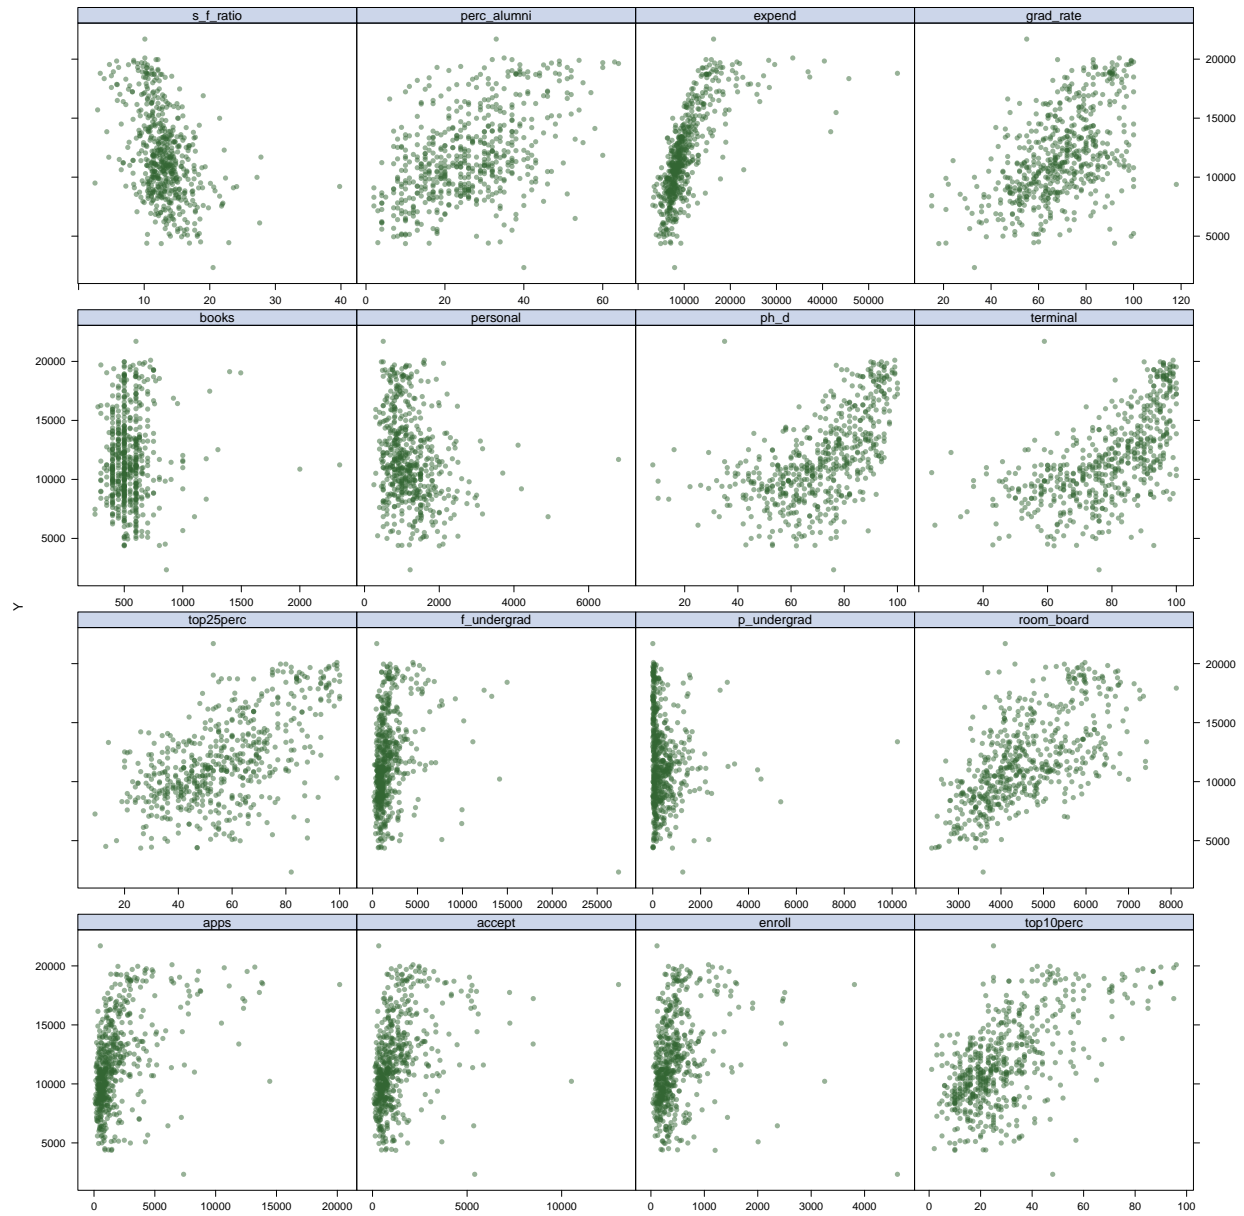 s_f_ratio perc_alumni expend grad_rate
20000
15000
10000
5000
10 20 30 40 0 20 40 60 10000 20000 30000 40000 50000 20 40 60 80 100 120
books personal ph_d terminal
20000
15000
10000
5000
500 1000 1500 2000 0 2000 4000 6000 20 40 60 80 100 40 60 80 100
Y
top25perc f_undergrad p_undergrad room_board
20000
15000
10000
5000
20 40 60 80 100 0 5000 10000 15000 20000 25000 0 2000 4000 6000 8000 10000 3000 4000 5000 6000 7000 8000
apps accept enroll top10perc
20000
15000
10000
5000
0 5000 10000 15000 20000 0 5000 10000 0 1000 2000 3000 4000 0 20 40 60 80 100